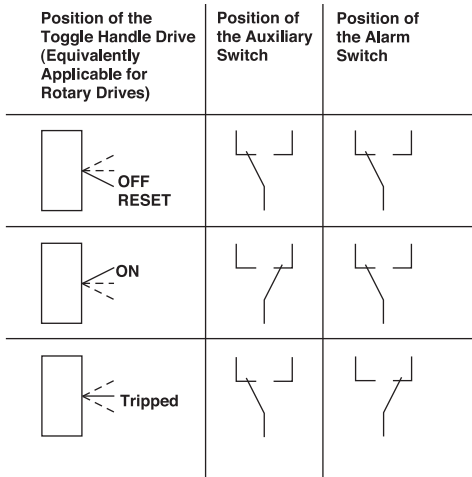 Position of the
Toggle Handle Drive
(Equivalently
Applicable for
Rotary Drives)
Position of
the Auxiliary
Switch
Position of
the Alarm
Switch
OFF
RESET
ON
Tripped